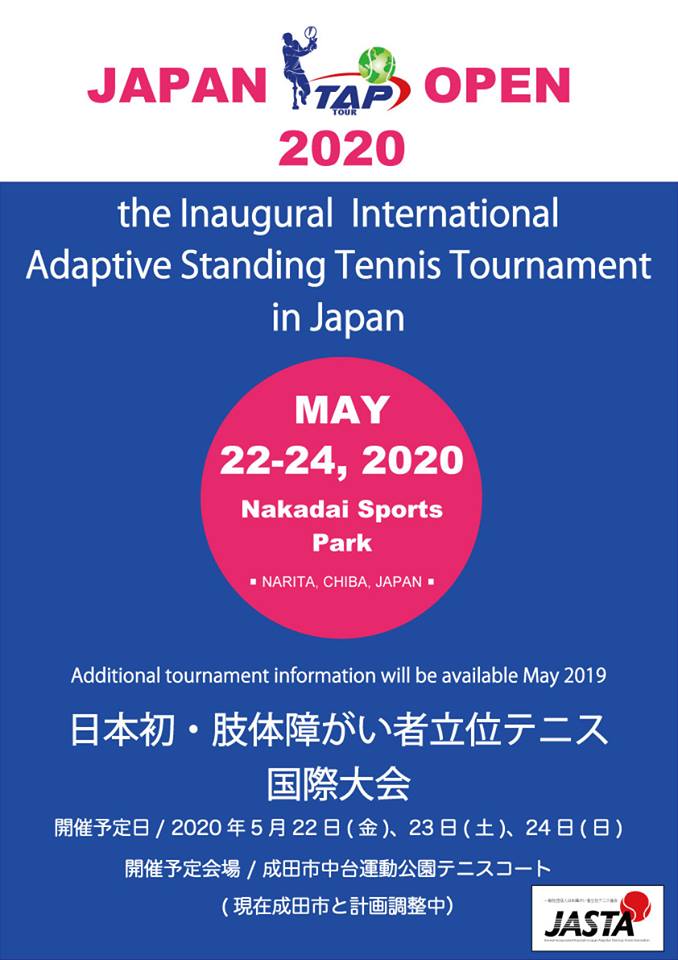 JAPAN TAP OPEN
TOUR
2020
the Inaugural International
Adaptive Standing Tennis Tournament
in Japan
MAY
22-24, 2020
Nakadai Sports
Park
▪ NARITA, CHIBA, JAPAN ▪
Additional tournament information will be available May 2019
日本初・肢体障がい者立位テニス
国際大会
開催予定日 / 2020 年 5 月 22 日 ( 金 )、23 日 ( 土 )、24 日 ( 日 )
開催予定会場 / 成田市中台運動公園テニスコート
( 現在成田市と計画調整中）
JASTA